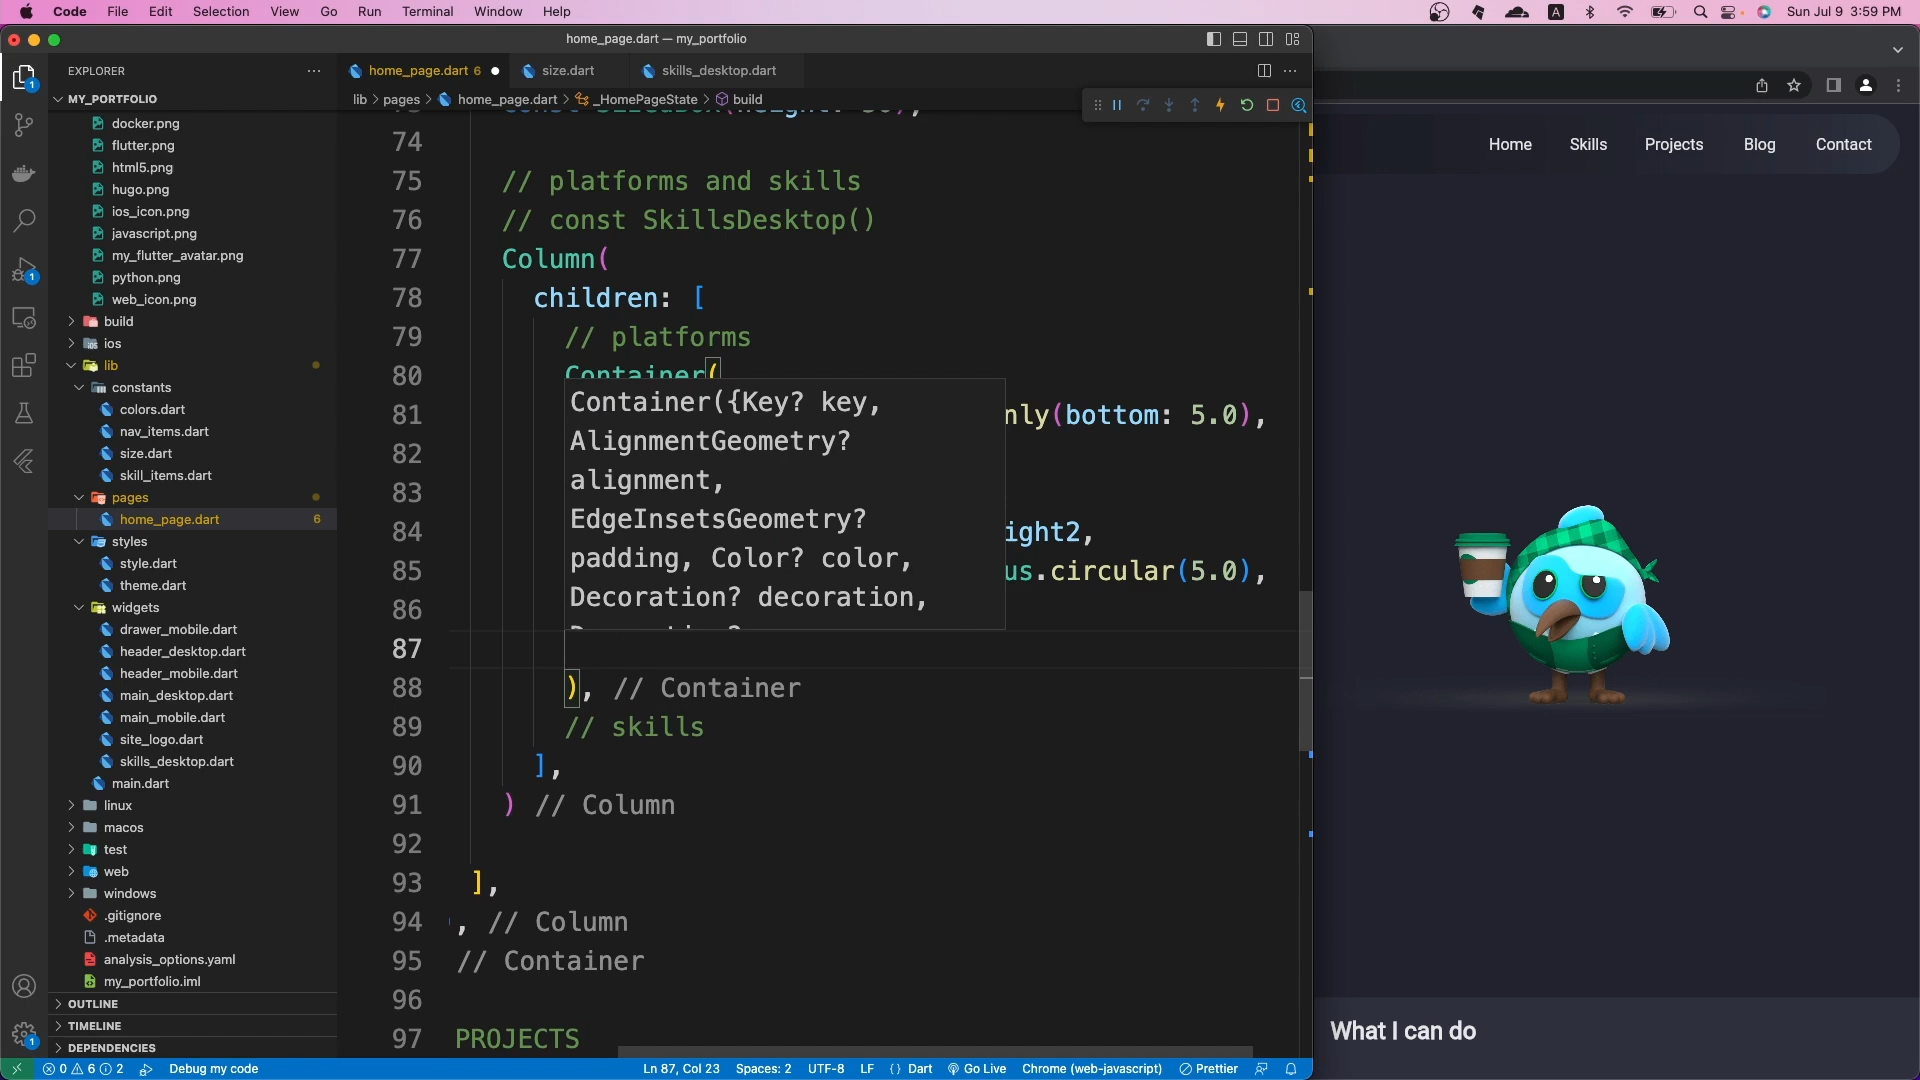 Code File Edit Selection View Go Run Terminal Window Help
A
Sun Jul 9 3:59 PM
home_page.dart — my_portfolio
EXPLORER
MY_PORTFOLIO
docker.png
flutter.png
html5.png
hugo.png
ios_icon.png
javascript.png
my_flutter_avatar.png
python.png
web_icon.png
build
ios
lib
constants
colors.dart
nav_items.dart
size.dart
skill_items.dart
pages
home_page.dart 6
styles
style.dart
theme.dart
widgets
drawer_mobile.dart
header_desktop.dart
header_mobile.dart
main_desktop.dart
main_mobile.dart
site_logo.dart
skills_desktop.dart
main.dart
linux
macos
test
web
windows
.gitignore
.metadata
analysis_options.yaml
my_portfolio.iml
OUTLINE
TIMELINE
DEPENDENCIES
1
1
1
home_page.dart 6
size.dart
skills_desktop.dart
lib > pages > home_page.dart > _HomePageState > build
74
75 // platforms and skills
76 // const SkillsDesktop()
77 Column(
78 children: [
79 // platforms
80 Container(
81 nly(bottom: 5.0),
82
83
84 ight2,
85 us.circular(5.0),
86
87
88 ), // Container
89 // skills
90 ],
91 ) // Column
92
93 ],
94 , // Column
95 // Container
96
97 PROJECTS
Container({Key? key,
AlignmentGeometry?
alignment,
EdgeInsetsGeometry?
padding, Color? color,
Decoration? decoration,
0 6 2 Debug my code
Ln 87, Col 23 Spaces: 2 UTF-8 LF { } Dart Go Live Chrome (web-javascript) Prettier
Home Skills Projects Blog Contact
What I can do